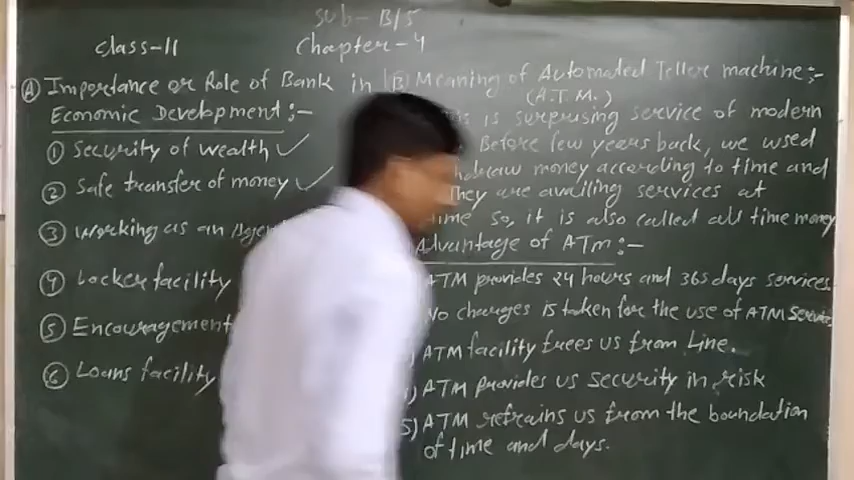 Sub - B/S
Class-11
Chapter-4
(A) Importance or Role of Bank in
Economic Development :-
(1) Security of wealth ✓
(2) Safe transfer of money ✓
(3) Working as an
(4) Locker facility
(5) Encouragement
(6) Loans facility
(B) Meaning of Automated Teller machine :-
(A.T.M.)
is surprising service of modern
Before few years back, we used
money according to time and
They are availing services at
time so, it is also called all time money
Advantage of ATM :-
ATM provides 24 hours and 365 days services.
No charges is taken for the use of ATM Service
ATM facility frees us from Line.
ATM provides us security in risk
5) ATM refrains us from the boundation
of time and days.